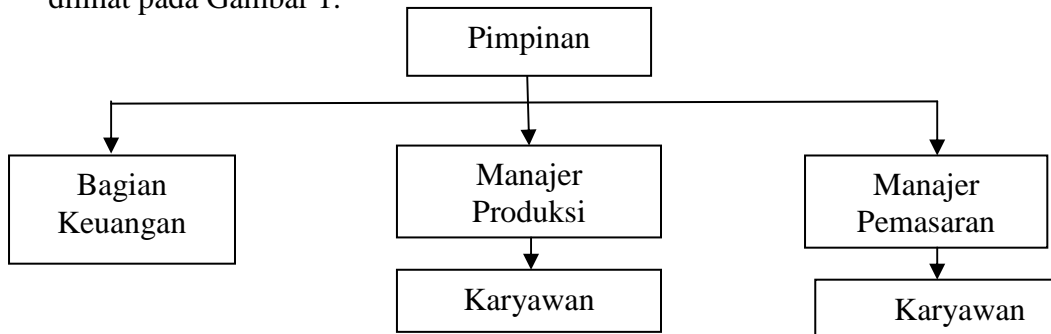 dilihat pada Gambar 1.
Pimpinan
Bagian
Keuangan
Manajer
Produksi
Manajer
Pemasaran
Karyawan
Karyawan